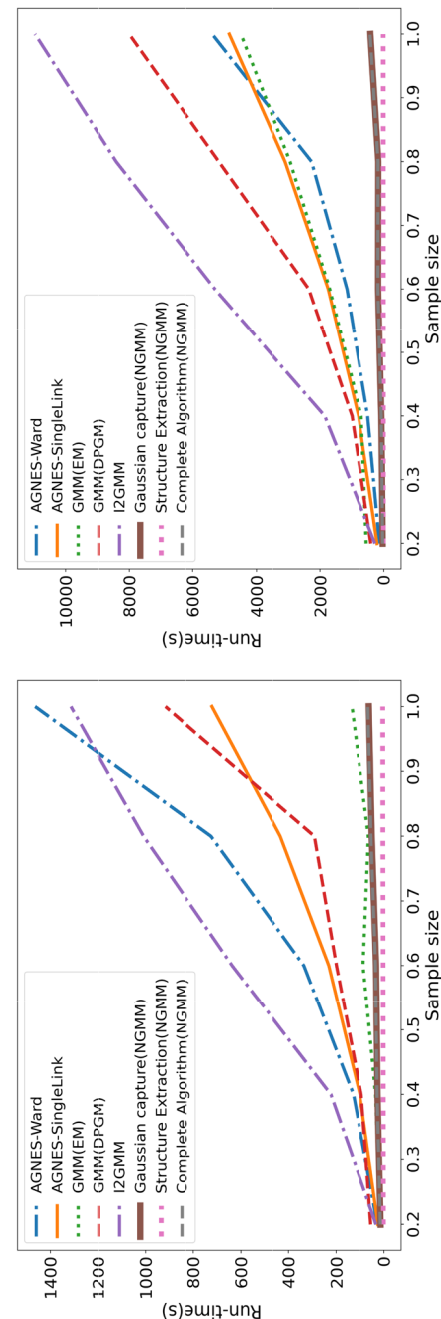 AGNES-Ward
AGNES-SingleLink
GMM(EM)
GMM(DPGM)
I2GMM
Gaussian capture(NGMM)
Structure Extraction(NGMM)
Complete Algorithm(NGMM)
1400
1200
1000
800
600
400
200
0
Run-time(s)
0.2 0.3 0.4 0.5 0.6 0.7 0.8 0.9 1.0
Sample size
AGNES-Ward
AGNES-SingleLink
GMM(EM)
GMM(DPGM)
I2GMM
Gaussian capture(NGMM)
Structure Extraction(NGMM)
Complete Algorithm(NGMM)
10000
8000
6000
4000
2000
0
Run-time(s)
0.2 0.3 0.4 0.5 0.6 0.7 0.8 0.9 1.0
Sample size